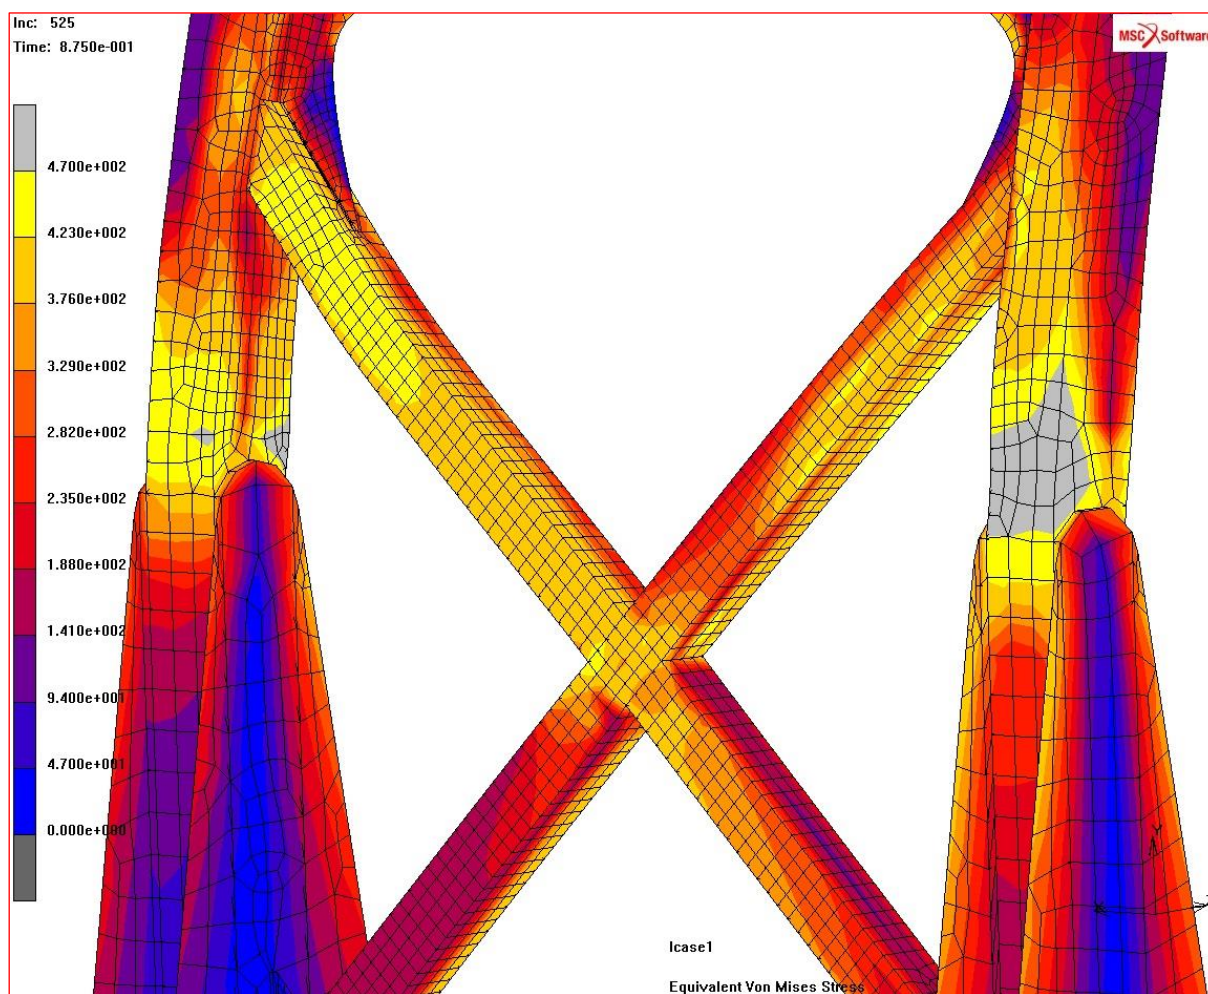 Inc: 525
Time: 8.750e-001
MSC Software
4.700e+002
4.230e+002
3.760e+002
3.290e+002
2.820e+002
2.350e+002
1.880e+002
1.410e+002
9.400e+001
4.700e+001
0.000e+000
Y
X
lcase1
Equivalent Von Mises Stress